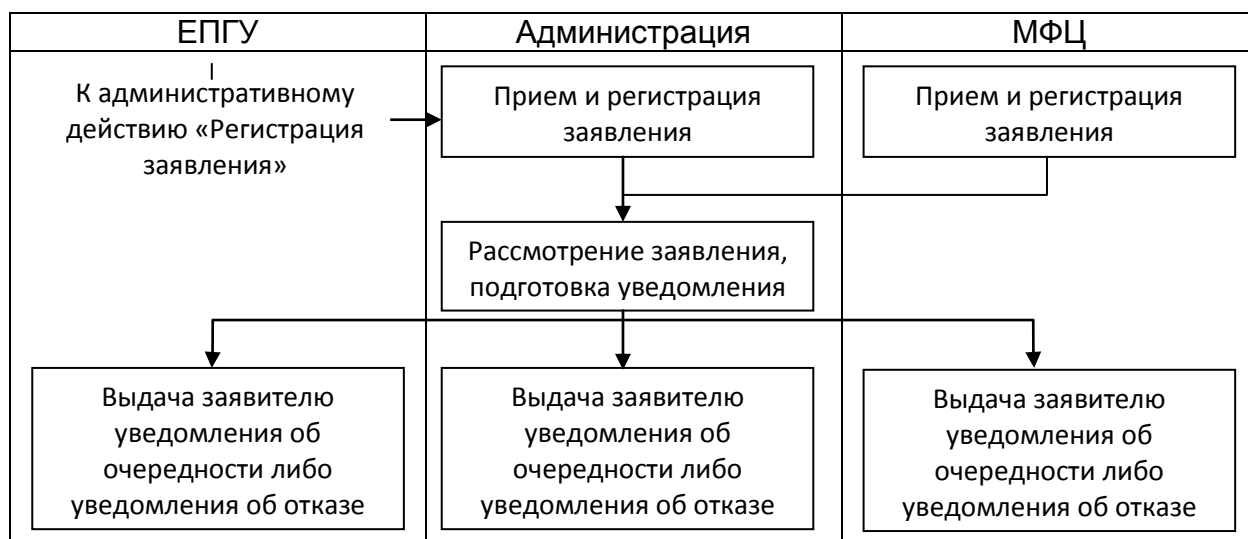 ЕПГУ
Администрация
МФЦ
К административному
действию «Регистрация
заявления»
Прием и регистрация
заявления
Прием и регистрация
заявления
Рассмотрение заявления,
подготовка уведомления
Выдача заявителю
уведомления об
очередности либо
уведомления об отказе
Выдача заявителю
уведомления об
очередности либо
уведомления об отказе
Выдача заявителю
уведомления об
очередности либо
уведомления об отказе